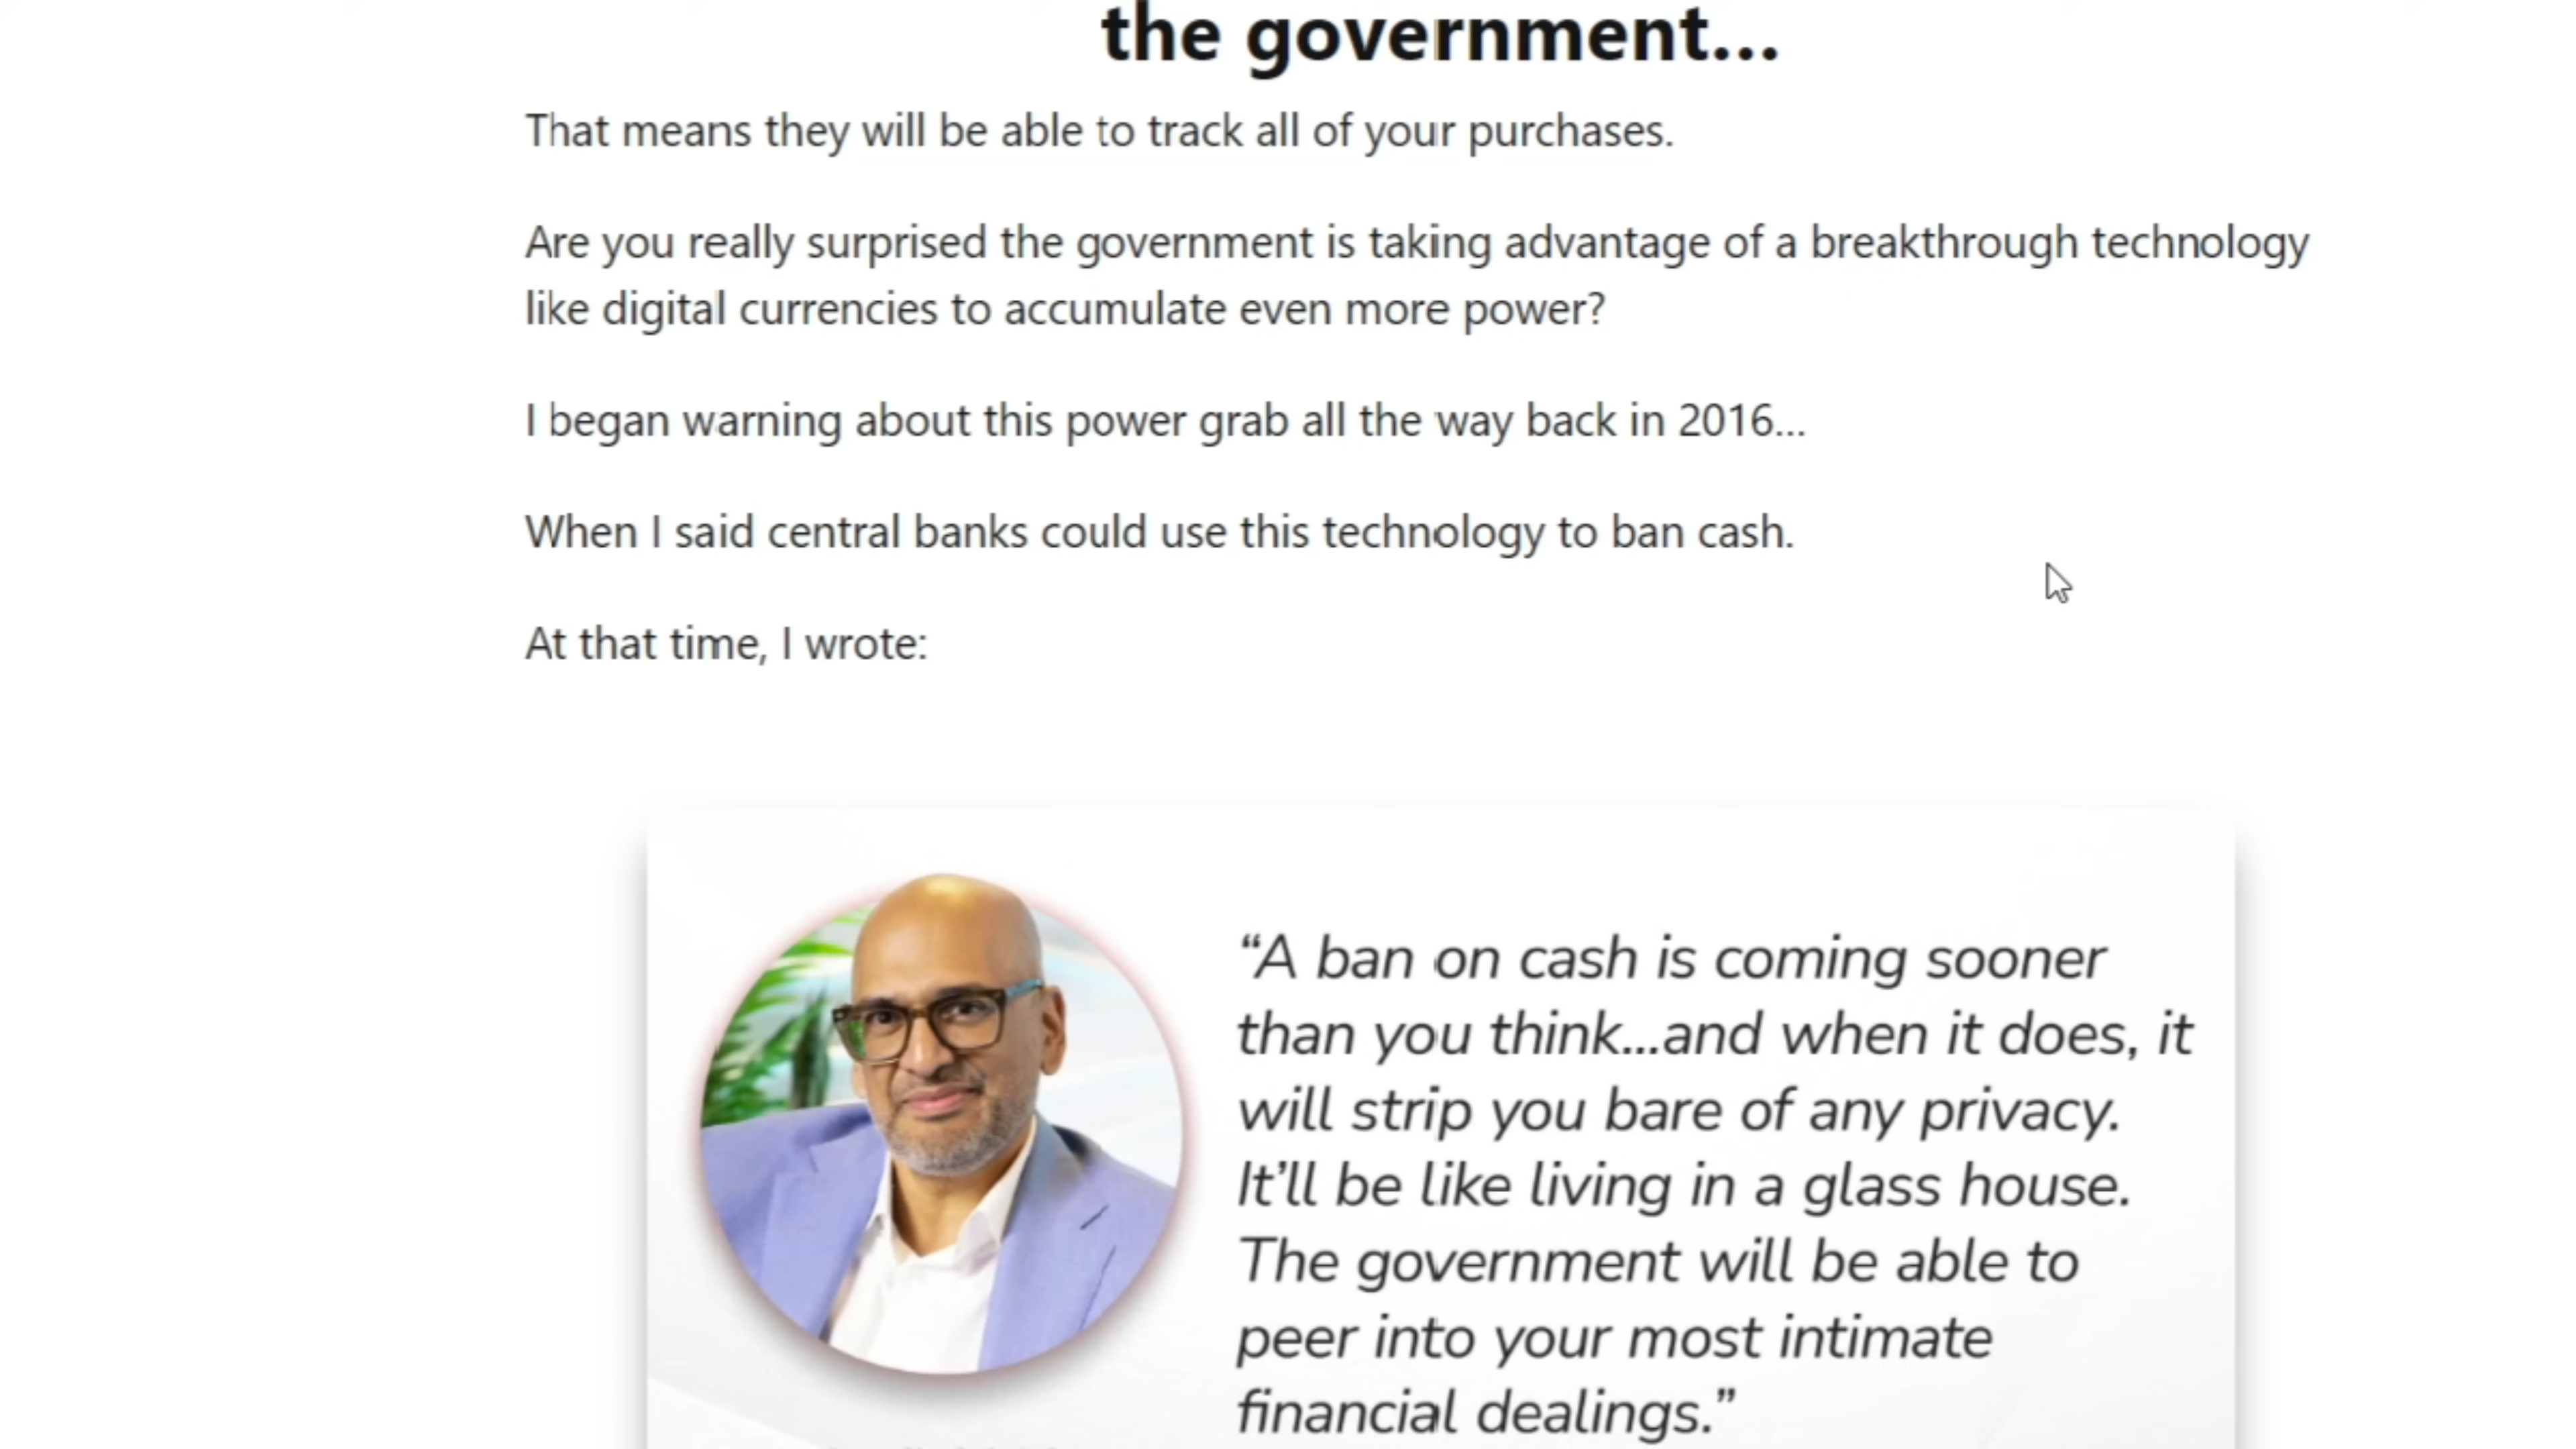 the government...
That means they will be able to track all of your purchases.
Are you really surprised the government is taking advantage of a breakthrough technology
like digital currencies to accumulate even more power?
I began warning about this power grab all the way back in 2016...
When I said central banks could use this technology to ban cash.
At that time, I wrote:
“A ban on cash is coming sooner
than you think...and when it does, it
will strip you bare of any privacy.
It’ll be like living in a glass house.
The government will be able to
peer into your most intimate
financial dealings.”